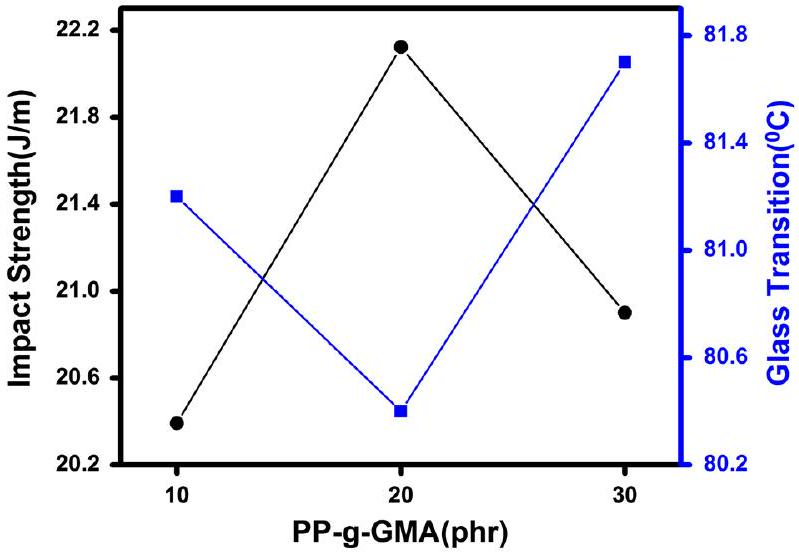 22.2
21.8
21.4
21.0
20.6
20.2
Impact Strength(J/m)
81.8
81.4
81.0
80.6
80.2
Glass Transition(⁰C)
10 20 30
PP-g-GMA(phr)